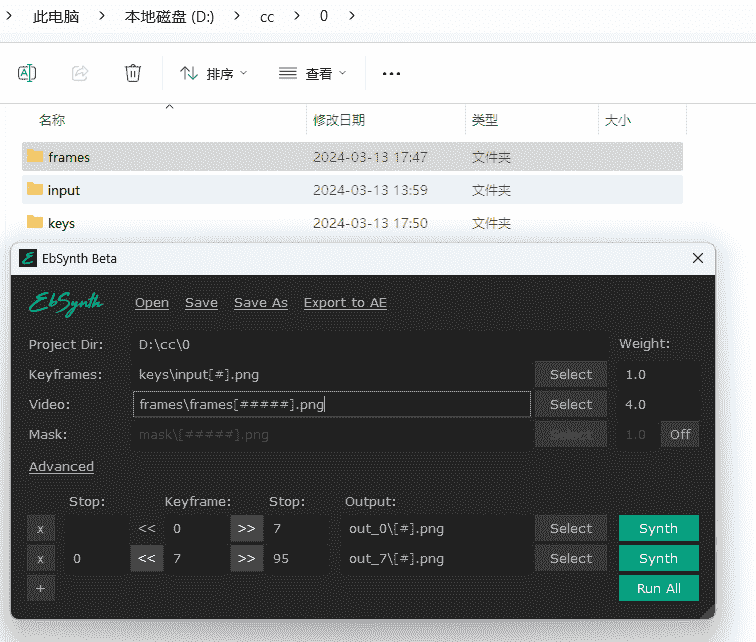 此电脑 > 本地磁盘 (D:) > cc > 0 >
排序 查看 ...
名称 修改日期 类型 大小
frames 2024-03-13 17:47 文件夹
input 2024-03-13 13:59 文件夹
keys 2024-03-13 17:50 文件夹
EbSynth Beta
EbSynth Open Save Save As Export to AE
Project Dir: D:\cc\0 Weight:
Keyframes: keys\input[#].png Select 1.0
Video: frames\frames[#####].png Select 4.0
Mask: mask\[#####].png Select 1.0 Off
Advanced
Stop: Keyframe: Stop: Output:
x << 0 >> 7 out_0\[#].png Select Synth
x 0 << 7 >> 95 out_7\[#].png Select Synth
+ Run All